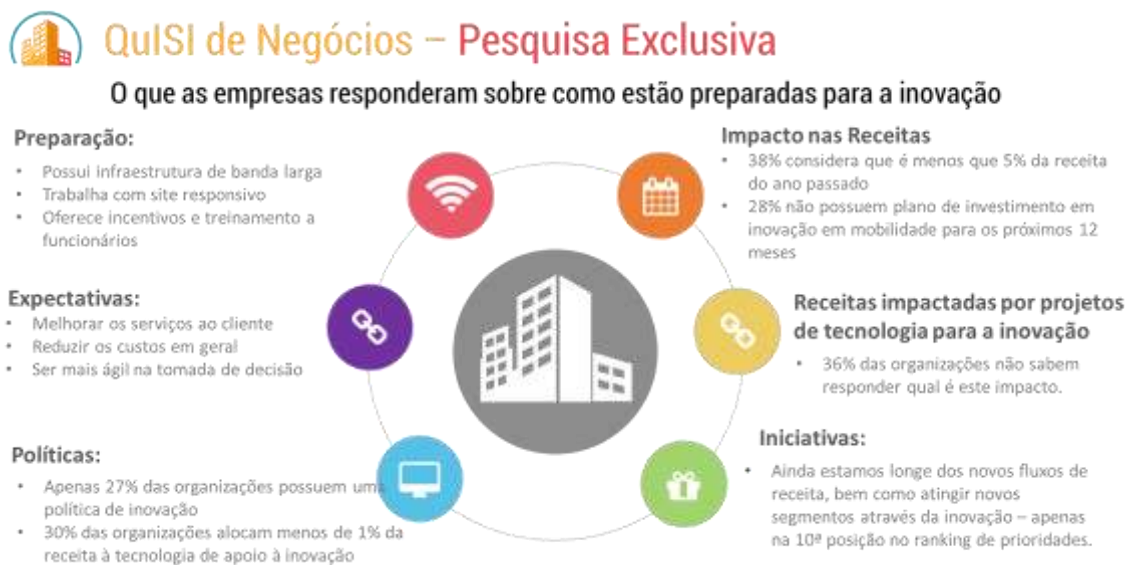 QuISI de Negócios – Pesquisa Exclusiva
O que as empresas responderam sobre como estão preparadas para a inovação
Preparação:
• Possui infraestrutura de banda larga
• Trabalha com site responsivo
• Oferece incentivos e treinamento a
funcionários
Expectativas:
• Melhorar os serviços ao cliente
• Reduzir os custos em geral
• Ser mais ágil na tomada de decisão
Políticas:
• Apenas 27% das organizações possuem uma
política de inovação
• 30% das organizações alocam menos de 1% da
receita à tecnologia de apoio à inovação
Impacto nas Receitas
• 38% considera que é menos que 5% da receita
do ano passado
• 28% não possuem plano de investimento em
inovação em mobilidade para os próximos 12
meses
Receitas impactadas por projetos
de tecnologia para a inovação
• 36% das organizações não sabem
responder qual é este impacto.
Iniciativas:
• Ainda estamos longe dos novos fluxos de
receita, bem como atingir novos
segmentos através da inovação – apenas
na 10ª posição no ranking de prioridades.